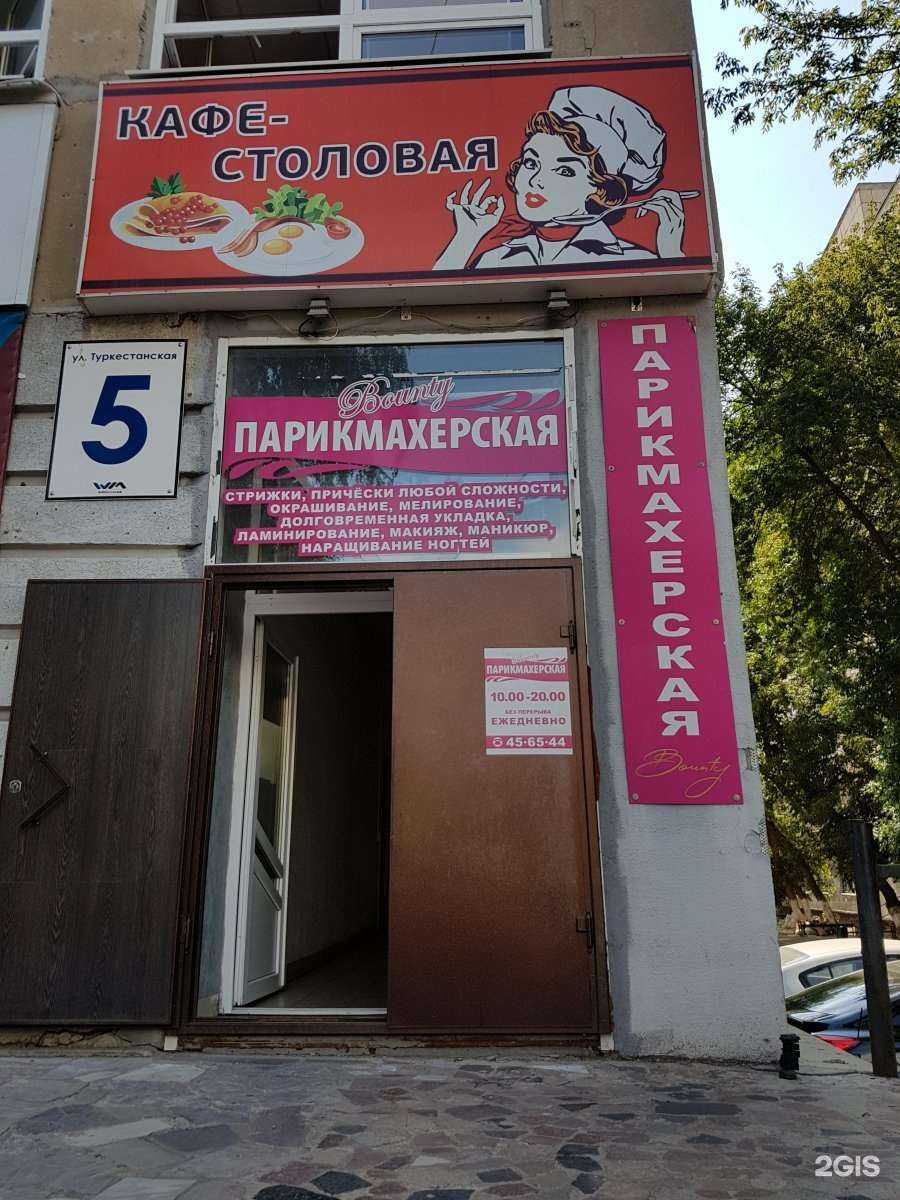 КАФЕ-
СТОЛОВАЯ
ул. Туркестанская
5
Bounty
ПАРИКМАХЕРСКАЯ
СТРИЖКИ, ПРИЧЁСКИ ЛЮБОЙ СЛОЖНОСТИ,
ОКРАШИВАНИЕ, МЕЛИРОВАНИЕ,
ДОЛГОВРЕМЕННАЯ УКЛАДКА,
ЛАМИНИРОВАНИЕ, МАКИЯЖ, МАНИКЮР,
НАРАЩИВАНИЕ НОГТЕЙ
ПАРИКМАХЕРСКАЯ
Bounty
ПАРИКМАХЕРСКАЯ
10.00-20.00
БЕЗ ПЕРЕРЫВА
ЕЖЕДНЕВНО
45-65-44
2GIS